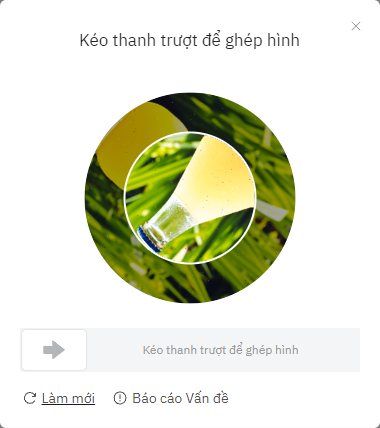 Kéo thanh trượt để ghép hình
Kéo thanh trượt để ghép hình
Làm mới
Báo cáo Vấn đề